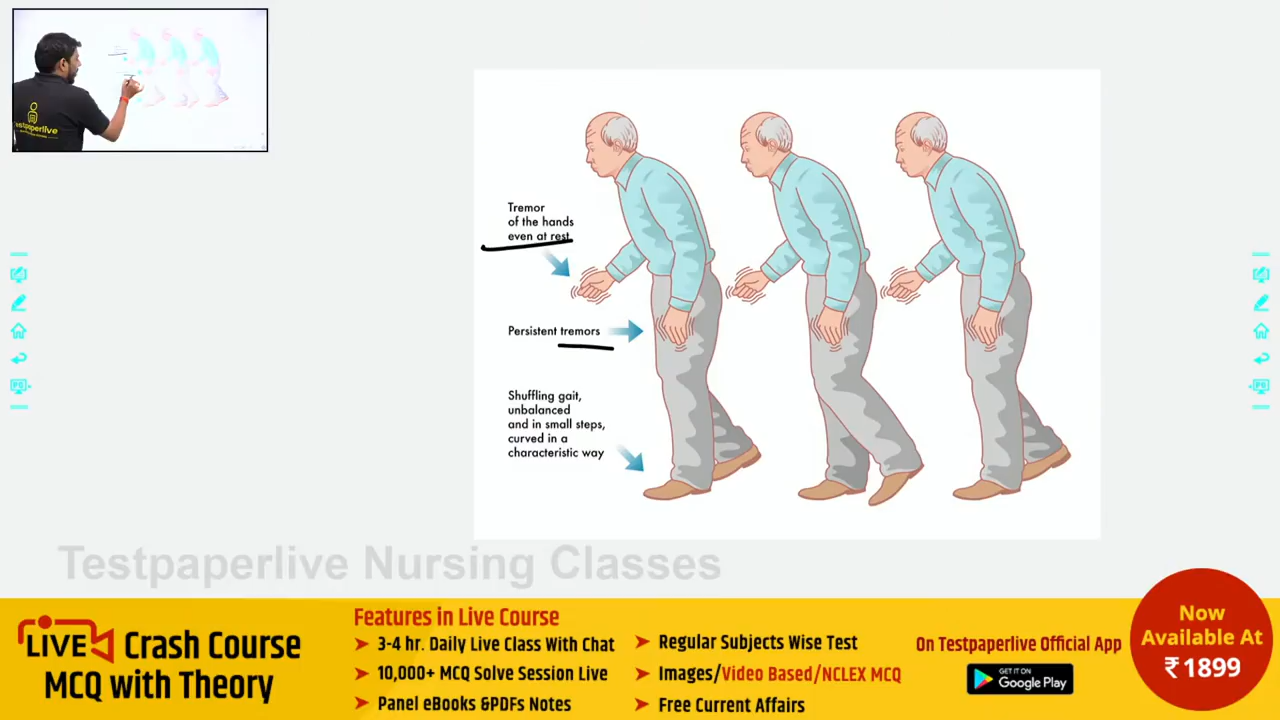 testpaperlive
Tremor
of the hands
even at rest
Persistent tremors
Shuffling gait,
unbalanced
and in small steps,
curved in a
characteristic way
Testpaperlive Nursing Classes
LIVE Crash Course
MCQ with Theory
Features in Live Course
3-4 hr. Daily Live Class With Chat
10,000+ MCQ Solve Session Live
Panel eBooks &PDFs Notes
Regular Subjects Wise Test
Images/Video Based/NCLEX MCQ
Free Current Affairs
On Testpaperlive Official App
GET IT ON
Google Play
Now
Available At
₹1899